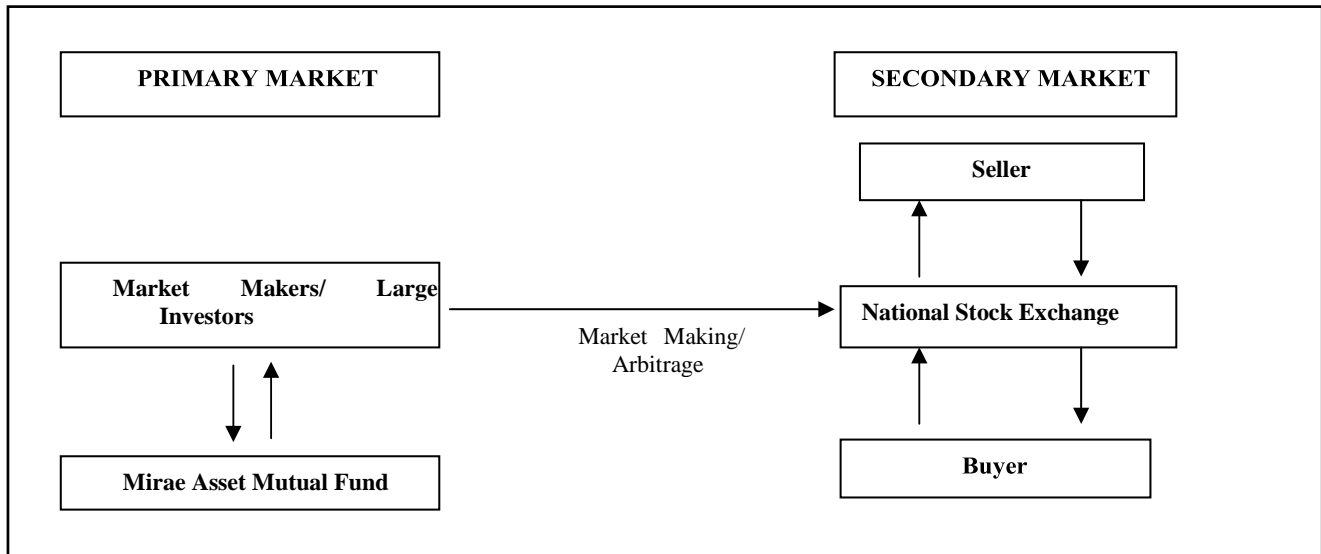 PRIMARY MARKET
SECONDARY MARKET
Seller
Market Makers/ Large
Investors
National Stock Exchange
Market Making/
Arbitrage
Mirae Asset Mutual Fund
Buyer